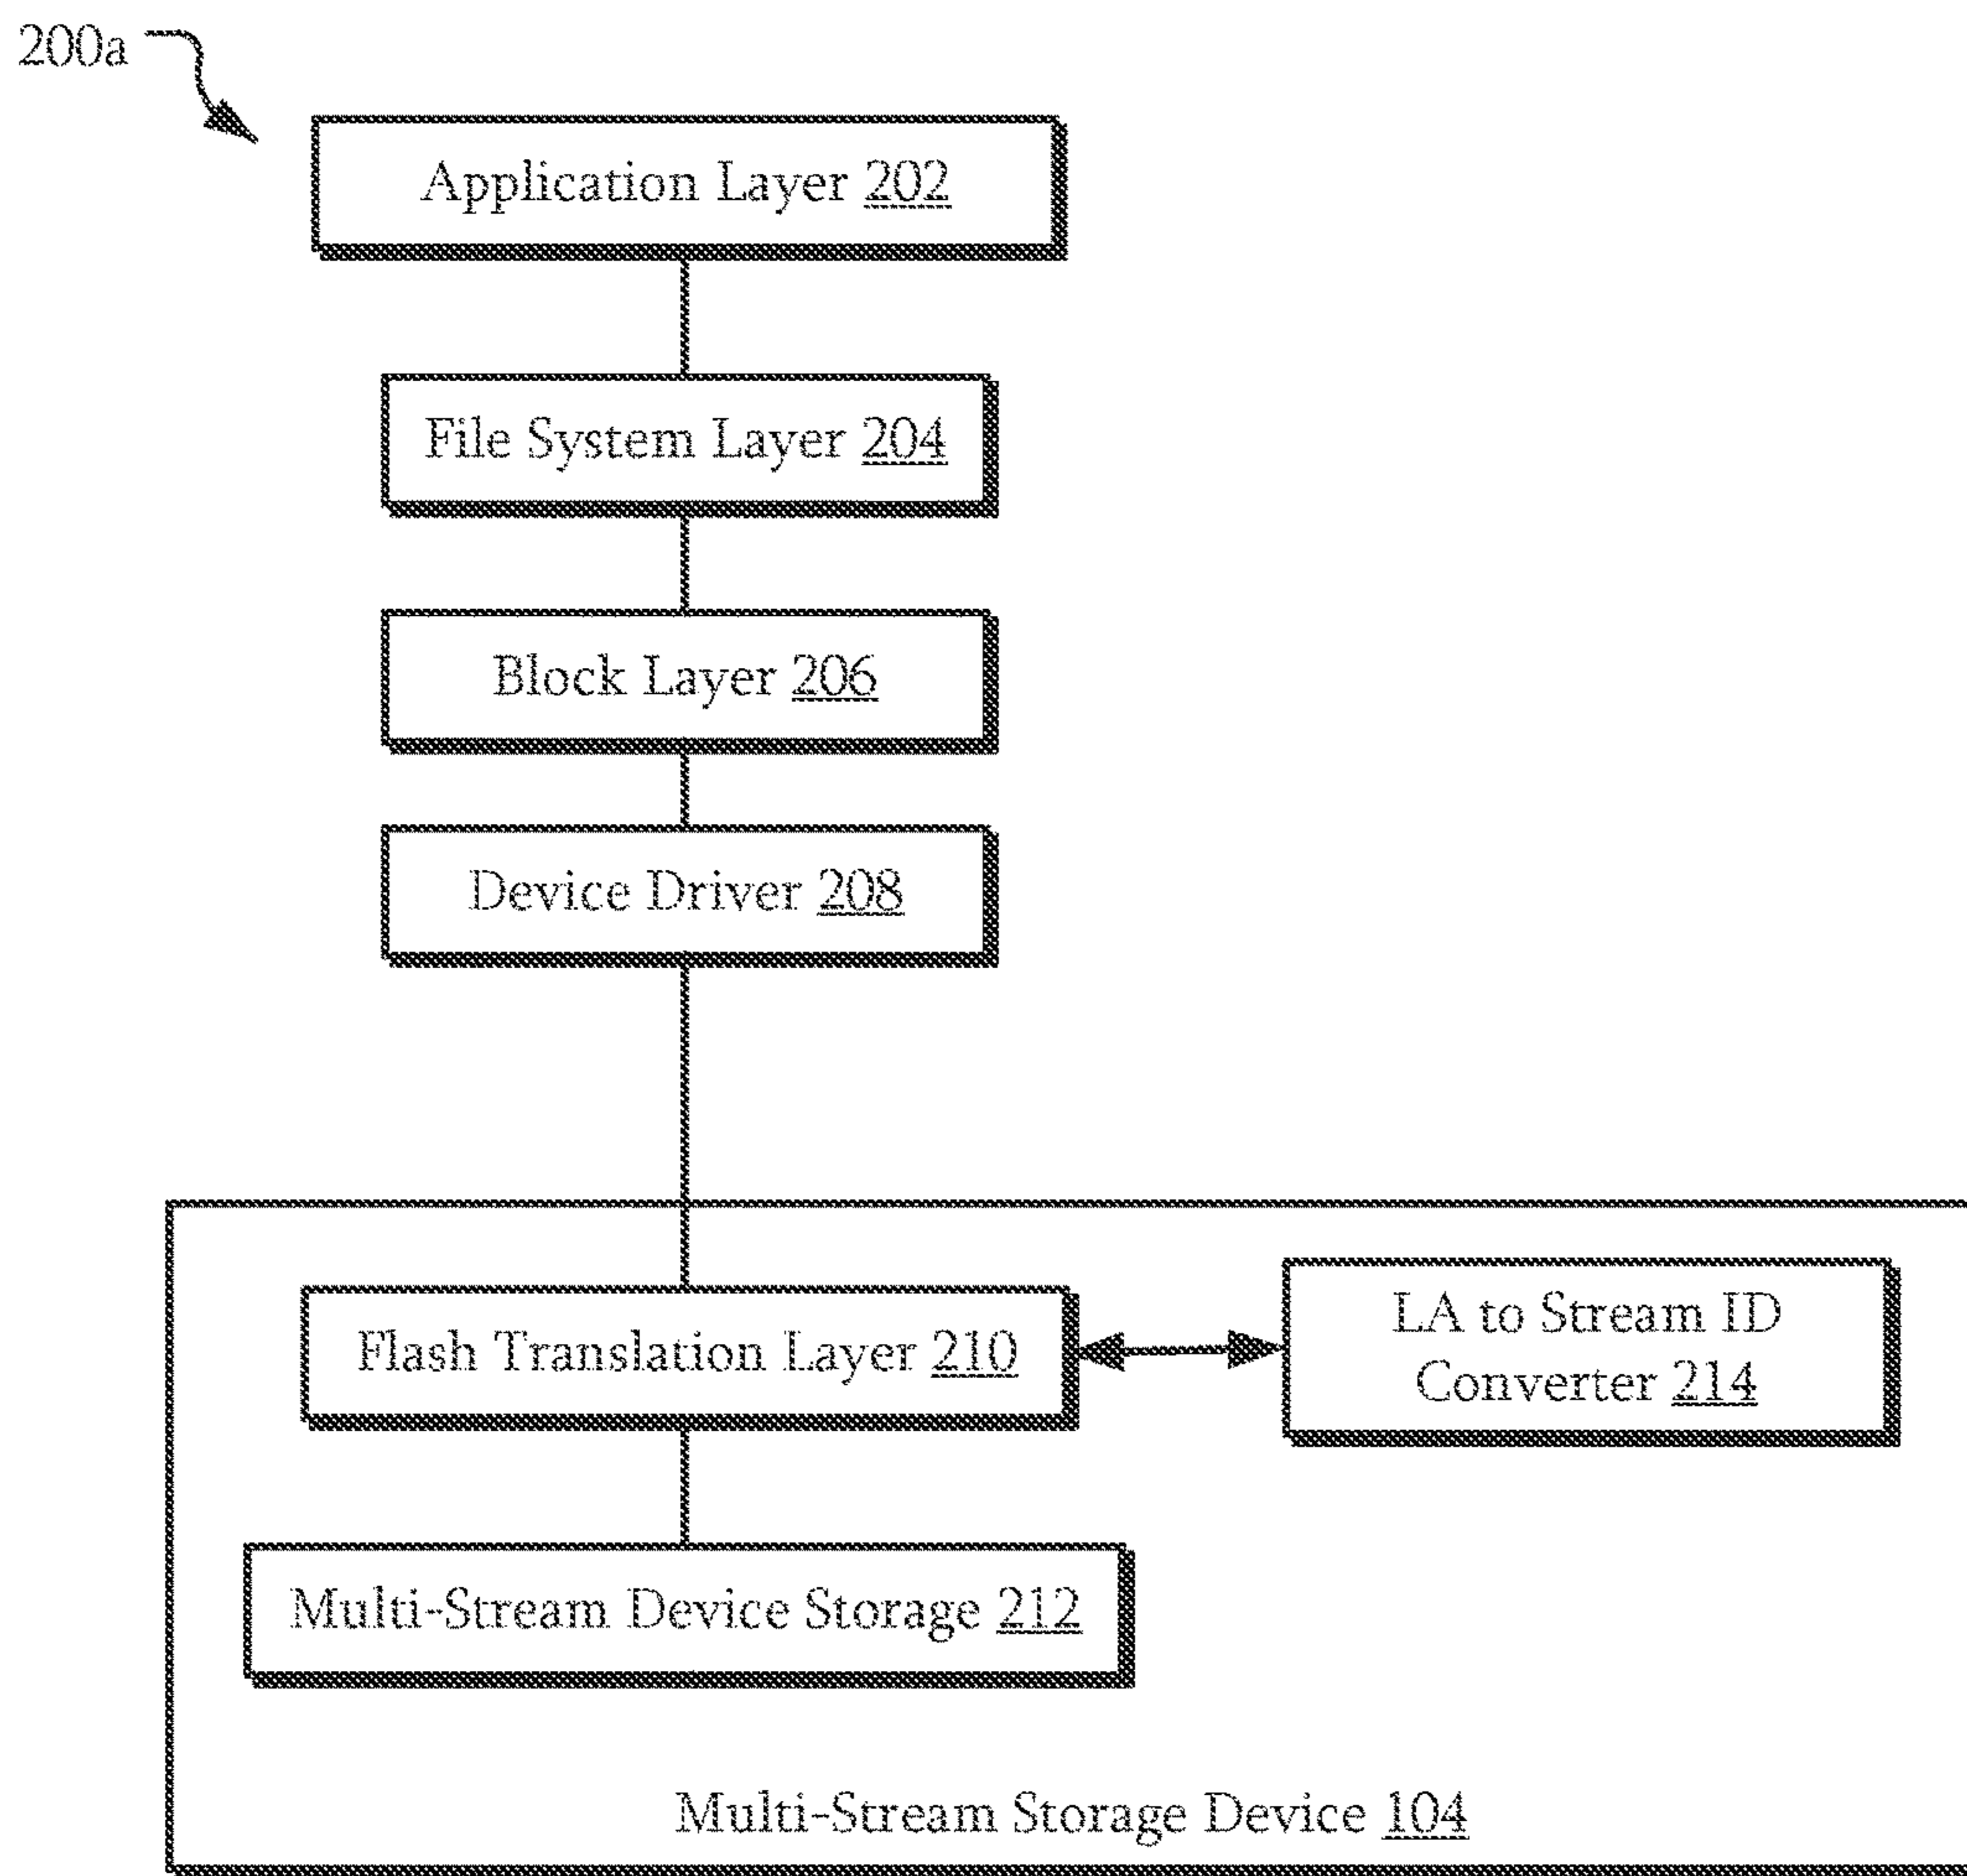 200a
Application Layer 202
File System Layer 204
Block Layer 206
Device Driver 208
Flash Translation Layer 210
LA to Stream ID
Converter 214
Multi-Stream Device Storage 212
Multi-Stream Storage Device 104